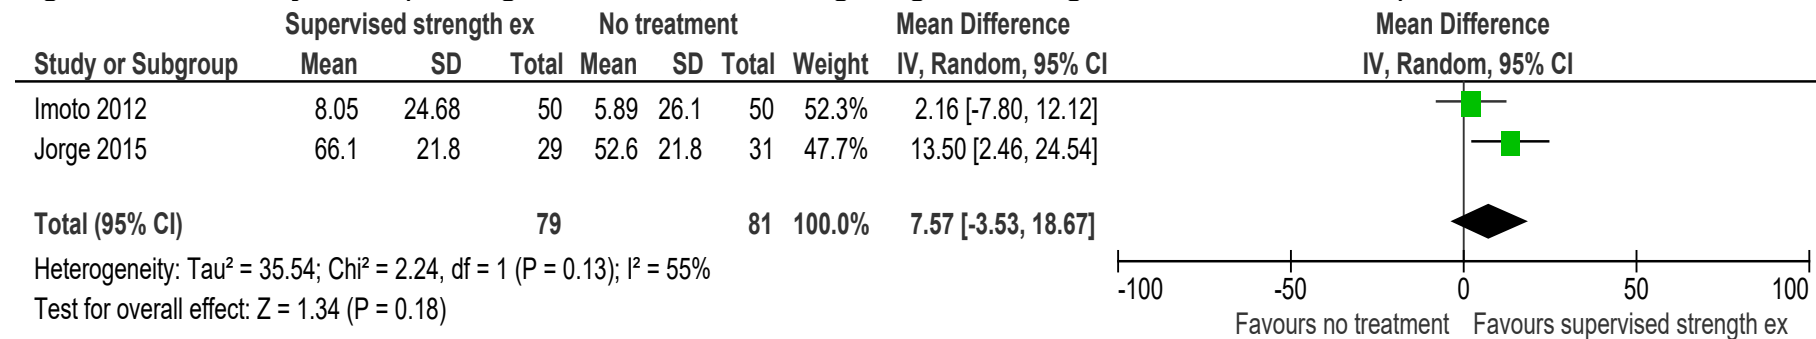 Supervised strength ex No treatment Mean Difference Mean Difference
Study or Subgroup Mean SD Total Mean SD Total Weight IV, Random, 95% CI IV, Random, 95% CI
Imoto 2012 8.05 24.68 50 5.89 26.1 50 52.3% 2.16 [-7.80, 12.12]
Jorge 2015 66.1 21.8 29 52.6 21.8 31 47.7% 13.50 [2.46, 24.54]
Total (95% CI) 79 81 100.0% 7.57 [-3.53, 18.67]
Heterogeneity: Tau² = 35.54; Chi² = 2.24, df = 1 (P = 0.13); I² = 55%
Test for overall effect: Z = 1.34 (P = 0.18)
-100 -50 0 50 100
Favours no treatment Favours supervised strength ex